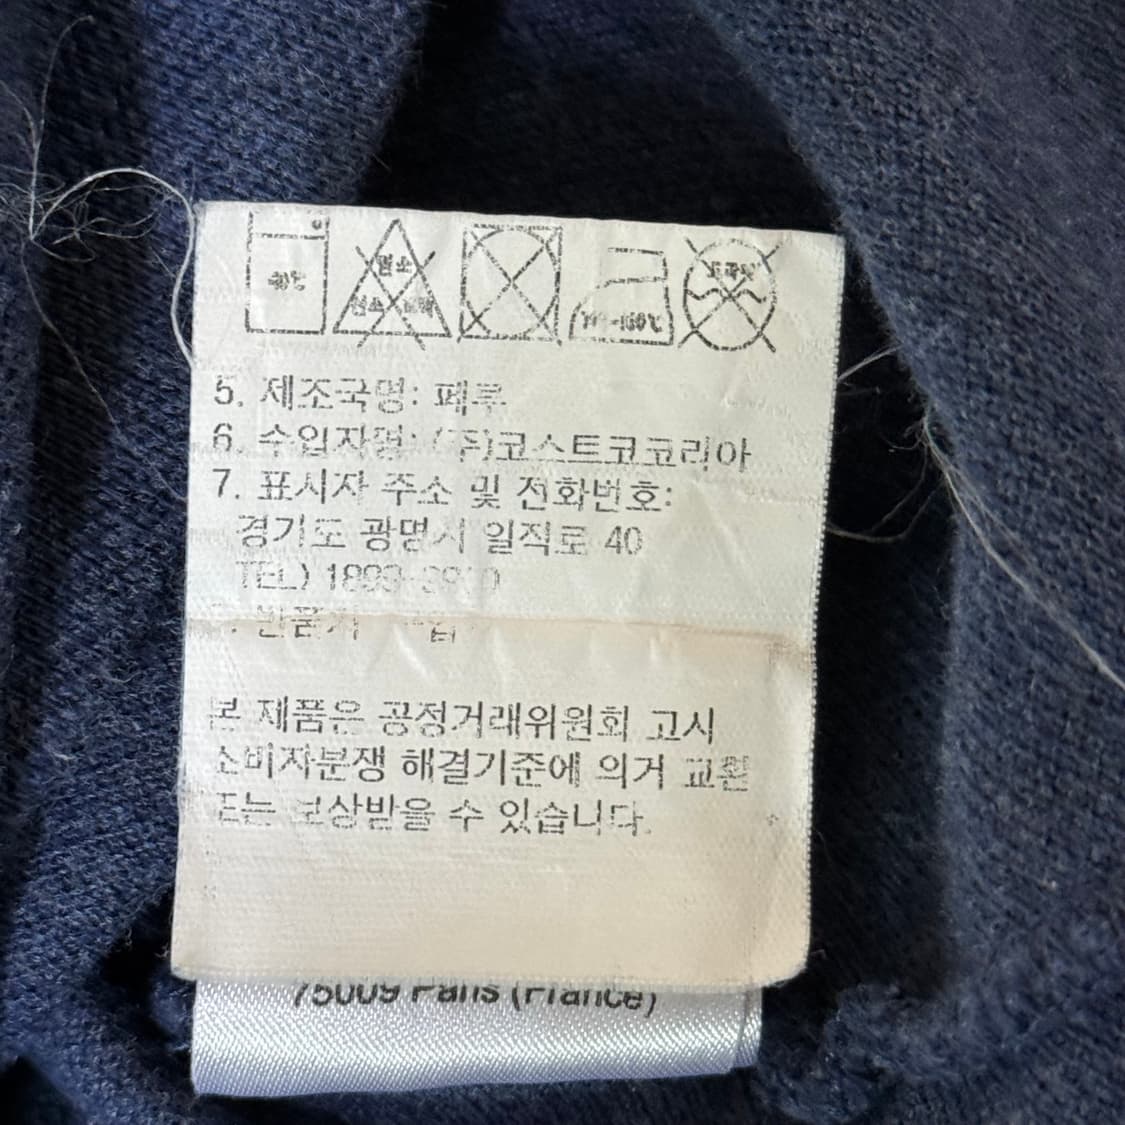 염소
5. 제조국명: 페루
6. 수입자명: (주)코스트코코리아
7. 표시자 주소 및 전화번호:
경기도 광명시 일직로 40
TEL)
본 제품은 공정거래위원회 고시
소비자분쟁 해결기준에 의거 교환
또는 보상받을 수 있습니다.
75009 Paris (France)